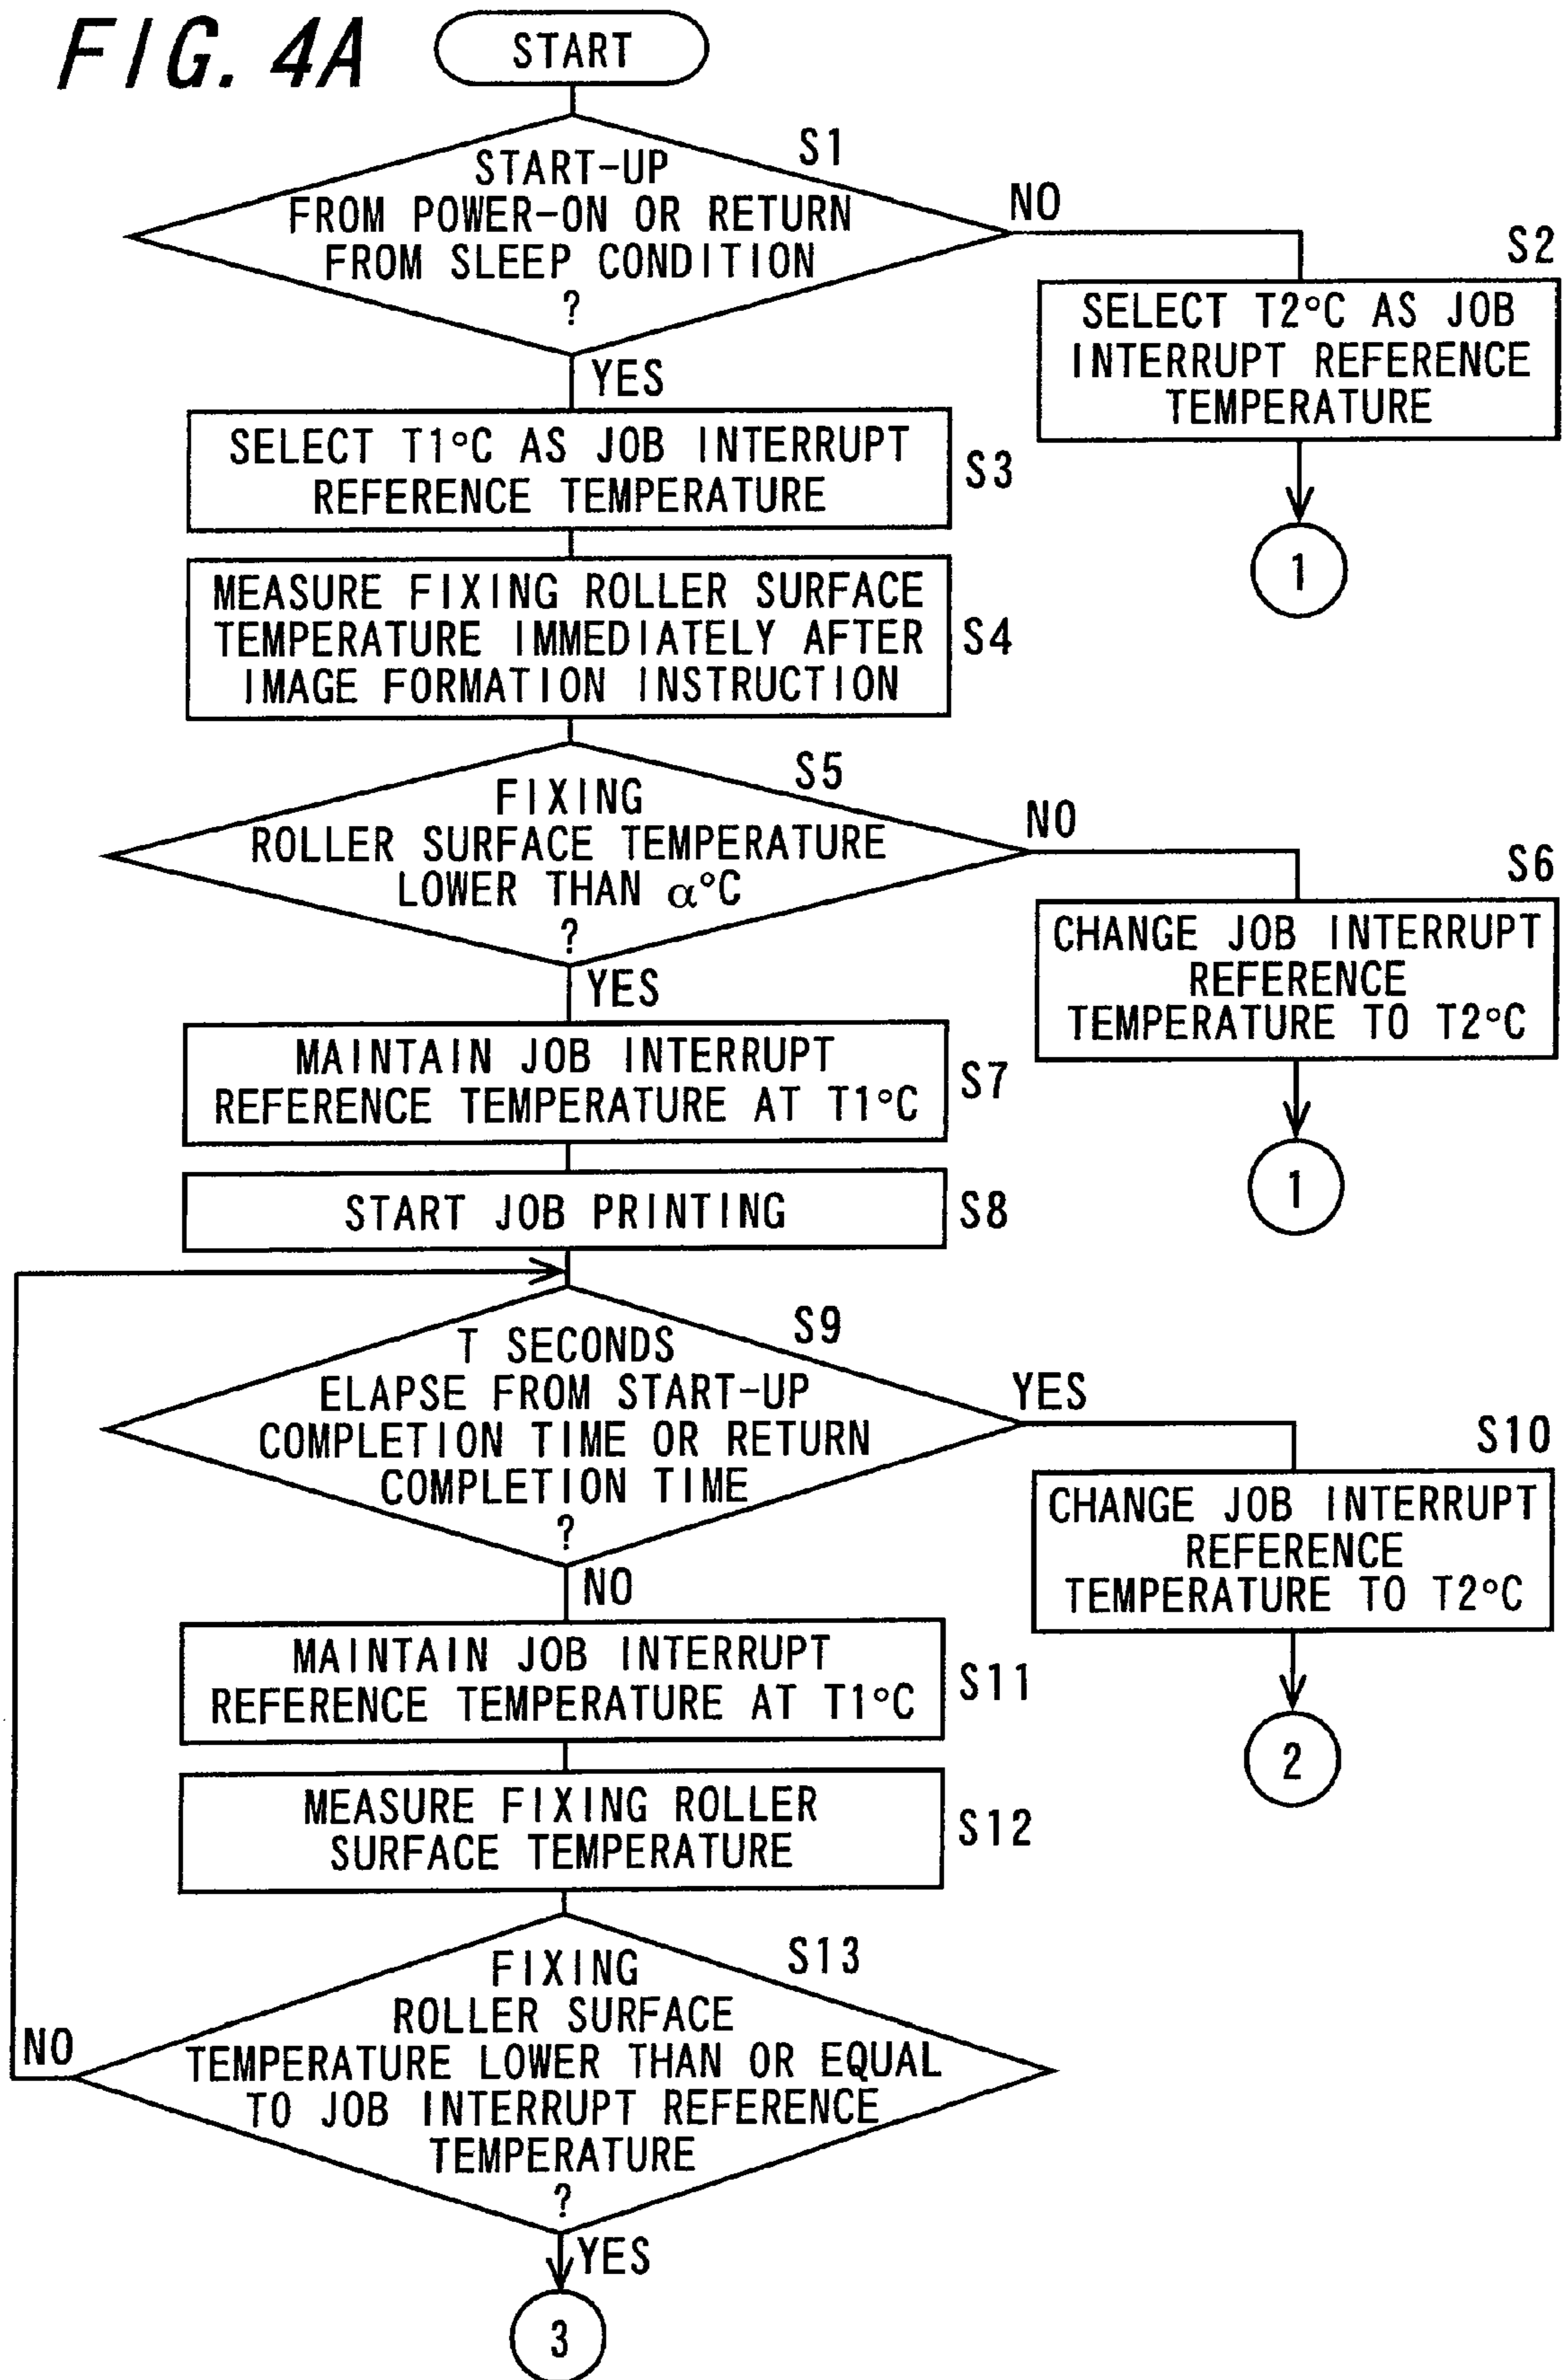 FIG. 4A
START
S1
START-UP
FROM POWER-ON OR RETURN
FROM SLEEP CONDITION
?
NO
S2
SELECT T2°C AS JOB
INTERRUPT REFERENCE
TEMPERATURE
1
YES
SELECT T1°C AS JOB INTERRUPT
REFERENCE TEMPERATURE
S3
MEASURE FIXING ROLLER SURFACE
TEMPERATURE IMMEDIATELY AFTER
IMAGE FORMATION INSTRUCTION
S4
S5
FIXING
ROLLER SURFACE TEMPERATURE
LOWER THAN α°C
?
NO
S6
CHANGE JOB INTERRUPT
REFERENCE
TEMPERATURE TO T2°C
1
YES
MAINTAIN JOB INTERRUPT
REFERENCE TEMPERATURE AT T1°C
S7
START JOB PRINTING
S8
S9
T SECONDS
ELAPSE FROM START-UP
COMPLETION TIME OR RETURN
COMPLETION TIME
?
YES
S10
CHANGE JOB INTERRUPT
REFERENCE
TEMPERATURE TO T2°C
2
NO
MAINTAIN JOB INTERRUPT
REFERENCE TEMPERATURE AT T1°C
S11
MEASURE FIXING ROLLER
SURFACE TEMPERATURE
S12
S13
FIXING
ROLLER SURFACE
TEMPERATURE LOWER THAN OR EQUAL
TO JOB INTERRUPT REFERENCE
TEMPERATURE
?
NO
YES
3